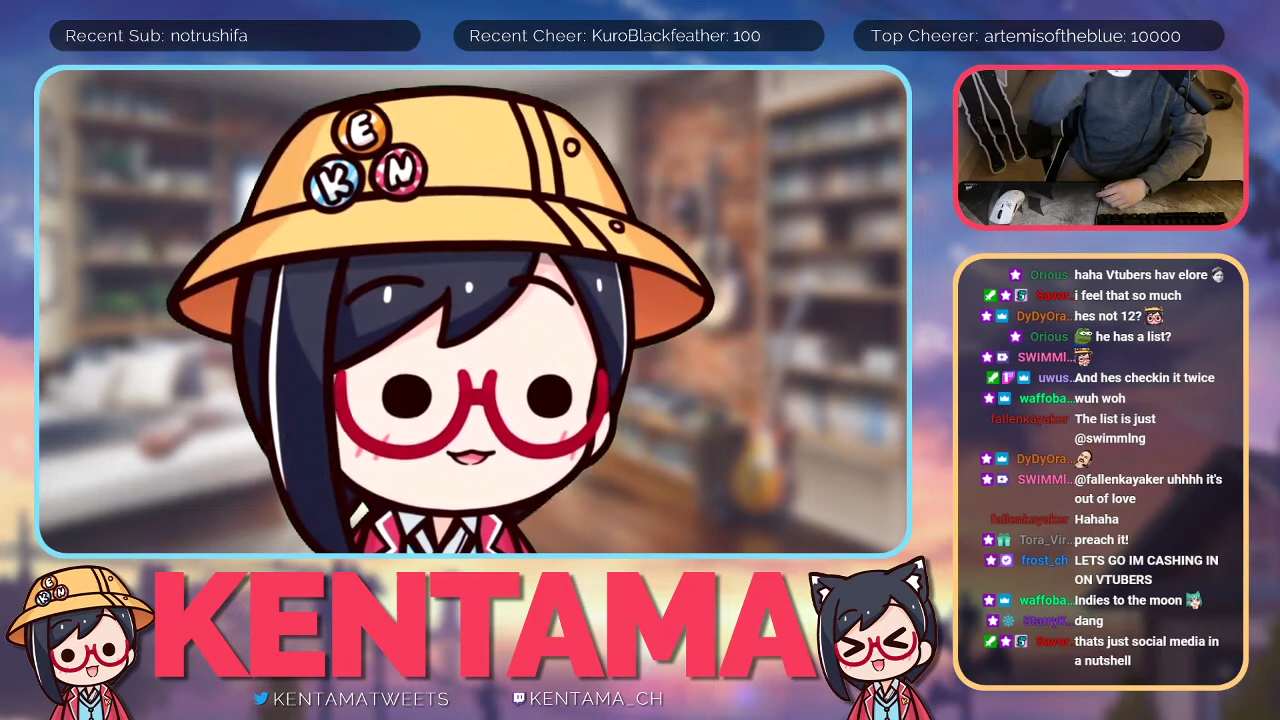 Recent Sub: notrushifa
Recent Cheer: KuroBlackfeather: 100
Top Cheerer: artemisoftheblue: 10000
E
K N
Orious haha Vtubers hav elore
i feel that so much
DyDyOra.. hes not 12?
Orious he has a list?
SWIMMI...
uwus.. And hes checkin it twice
waffoba... wuh woh
fallenkayaker The list is just
@swimmlng
DyDyOra..
SWIMMI... @fallenkayaker uhhhh it's
out of love
fallenkayaker Hahaha
Tora_Vir... preach it!
frost_ch LETS GO IM CASHING IN
ON VTUBERS
waffoba... Indies to the moon
StarryK.. dang
thats just social media in
a nutshell
E
K N
KENTAMA
KENTAMATWEETS
KENTAMA_CH